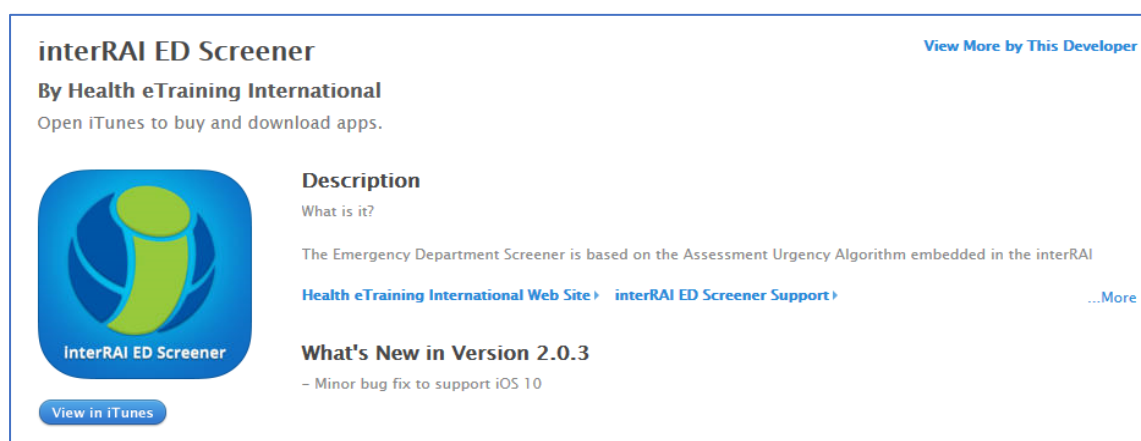 interRAI ED Screener
View More by This Developer
By Health eTraining International
Open iTunes to buy and download apps.
Description
What is it?
The Emergency Department Screener is based on the Assessment Urgency Algorithm embedded in the interRAI
Health eTraining International Web Site interRAI ED Screener Support
...More
interRAI ED Screener
What's New in Version 2.0.3
– Minor bug fix to support iOS 10
View in iTunes